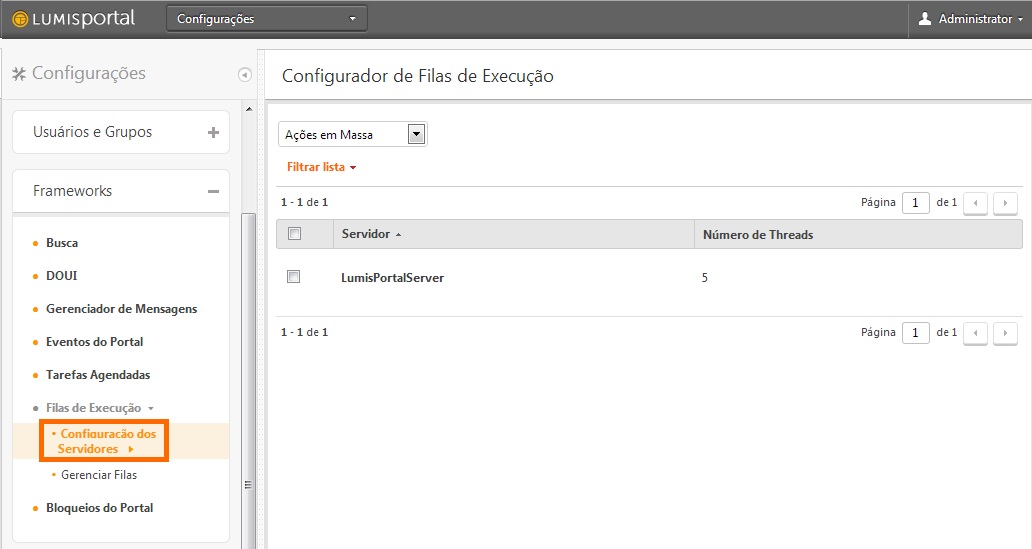 LUMISPORTAL
Configurações
Administrator
Configurações
Usuários e Grupos
Frameworks
Busca
DOUI
Gerenciador de Mensagens
Eventos do Portal
Tarefas Agendadas
Filas de Execução
Configuração dos
Servidores
Gerenciar Filas
Bloqueios do Portal
Configurador de Filas de Execução
Ações em Massa
Filtrar lista
1 - 1 de 1 Página 1 de 1
Servidor Número de Threads
LumisPortalServer 5
1 - 1 de 1 Página 1 de 1